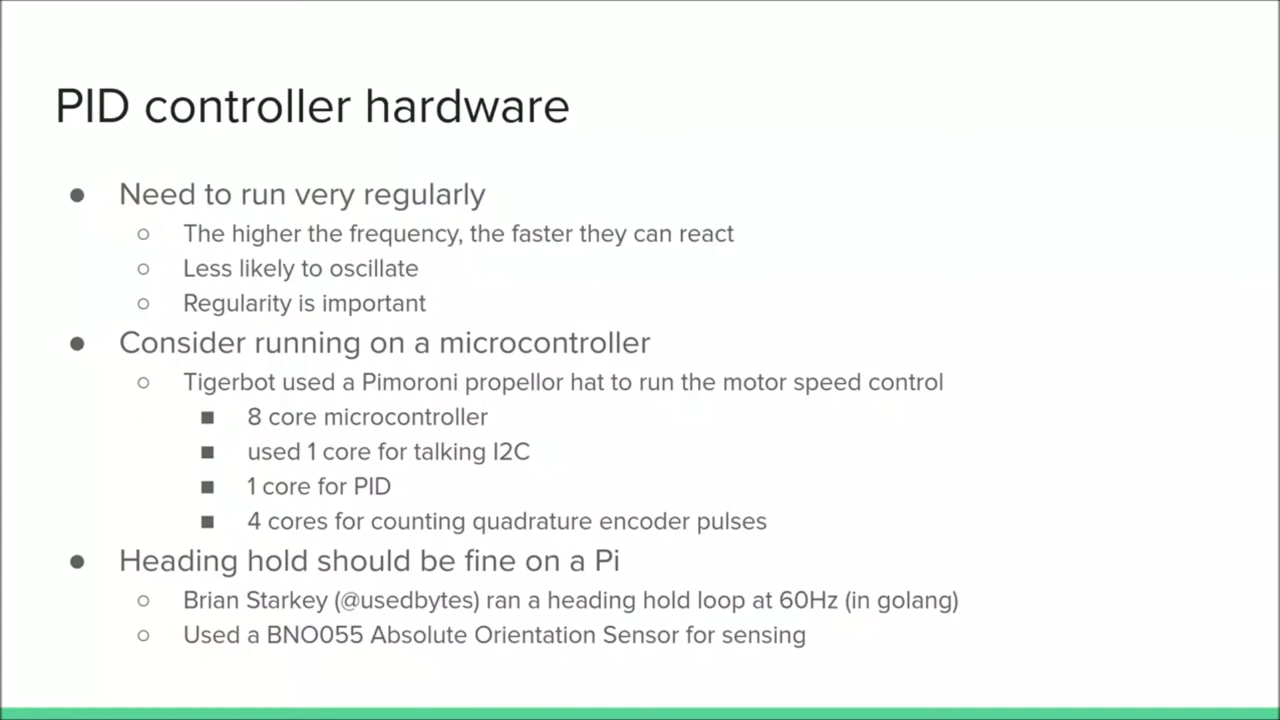 PID controller hardware
● Need to run very regularly
○ The higher the frequency, the faster they can react
○ Less likely to oscillate
○ Regularity is important
● Consider running on a microcontroller
○ Tigerbot used a Pimoroni propellor hat to run the motor speed control
■ 8 core microcontroller
■ used 1 core for talking I2C
■ 1 core for PID
■ 4 cores for counting quadrature encoder pulses
● Heading hold should be fine on a Pi
○ Brian Starkey (@usedbytes) ran a heading hold loop at 60Hz (in golang)
○ Used a BNO055 Absolute Orientation Sensor for sensing